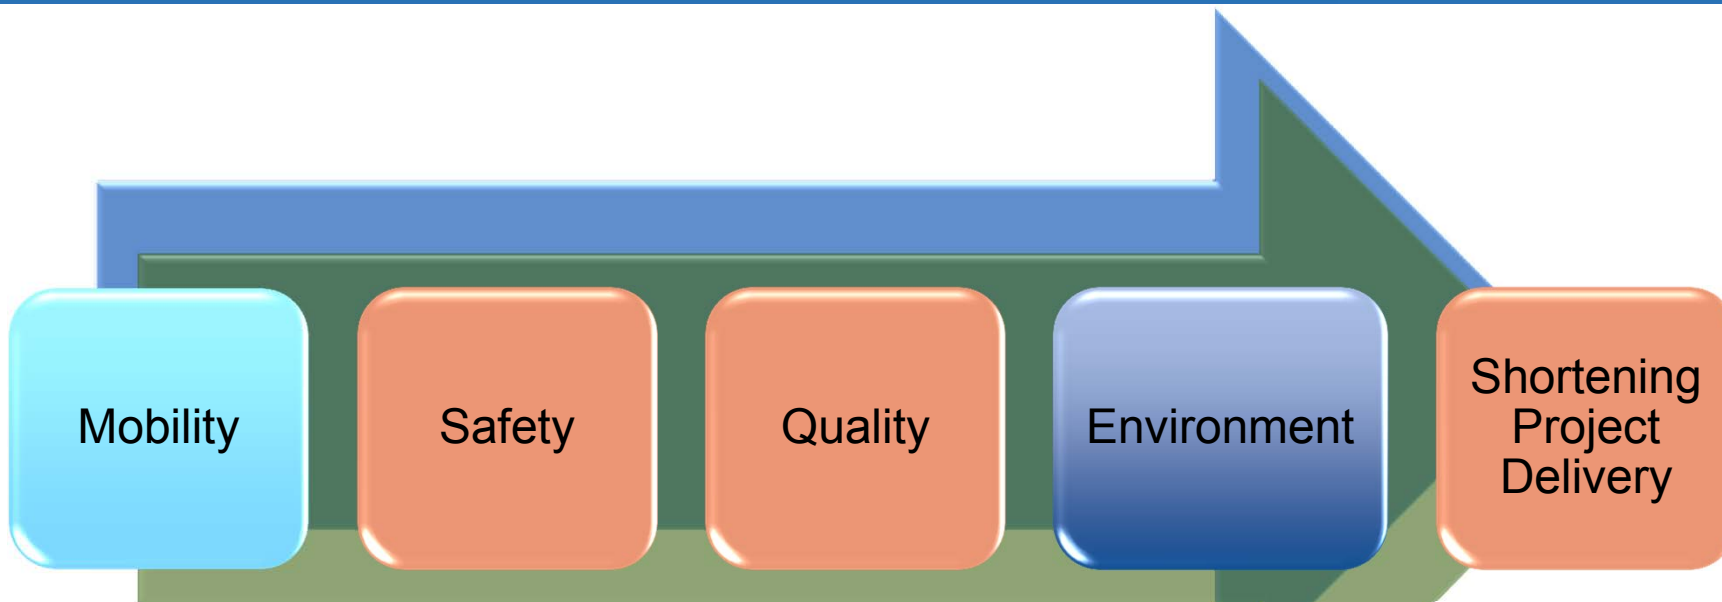 Mobility
Safety
Quality
Environment
Shortening
Project
Delivery